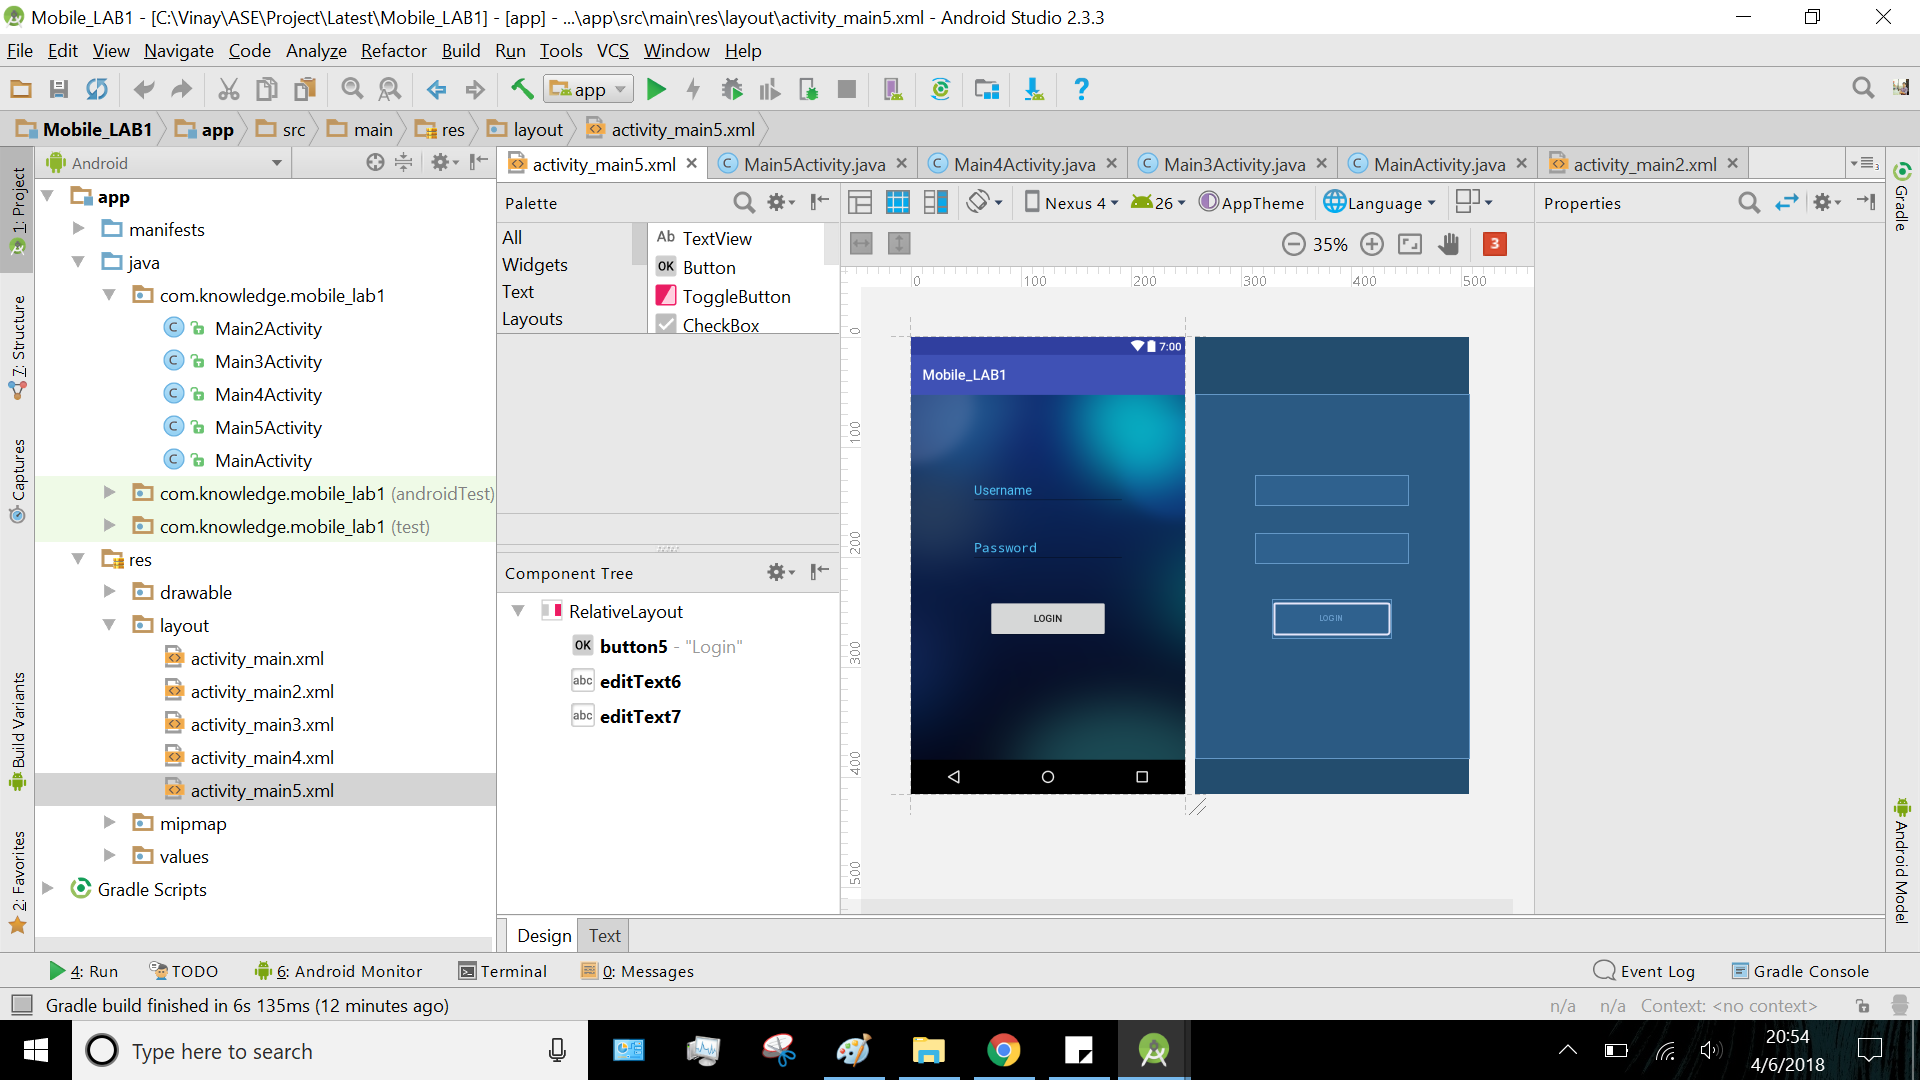 Mobile_LAB1 - [C:\Vinay\ASE\Project\Latest\Mobile_LAB1] - [app] - ...\app\src\main\res\layout\activity_main5.xml - Android Studio 2.3.3
File Edit View Navigate Code Analyze Refactor Build Run Tools VCS Window Help
app
Mobile_LAB1 app src main res layout activity_main5.xml
Android
activity_main5.xml Main5Activity.java Main4Activity.java Main3Activity.java MainActivity.java activity_main2.xml
1: Project
7: Structure
Captures
Build Variants
2: Favorites
app
manifests
java
com.knowledge.mobile_lab1
Main2Activity
Main3Activity
Main4Activity
Main5Activity
MainActivity
com.knowledge.mobile_lab1 (androidTest)
com.knowledge.mobile_lab1 (test)
res
drawable
layout
activity_main.xml
activity_main2.xml
activity_main3.xml
activity_main4.xml
activity_main5.xml
mipmap
values
Gradle Scripts
Palette
All
Widgets
Text
Layouts
Ab TextView
OK Button
ToggleButton
CheckBox
Component Tree
RelativeLayout
OK button5 - "Login"
abc editText6
abc editText7
Nexus 4 26 AppTheme Language
35% 3
0 100 200 300 400 500
0
100
200
300
400
500
7:00
Mobile_LAB1
Username
Password
LOGIN
LOGIN
Properties
Gradle
Android Model
Design Text
4: Run TODO 6: Android Monitor Terminal 0: Messages Event Log Gradle Console
Gradle build finished in 6s 135ms (12 minutes ago) n/a n/a Context: <no context>
Type here to search
20:54
4/6/2018